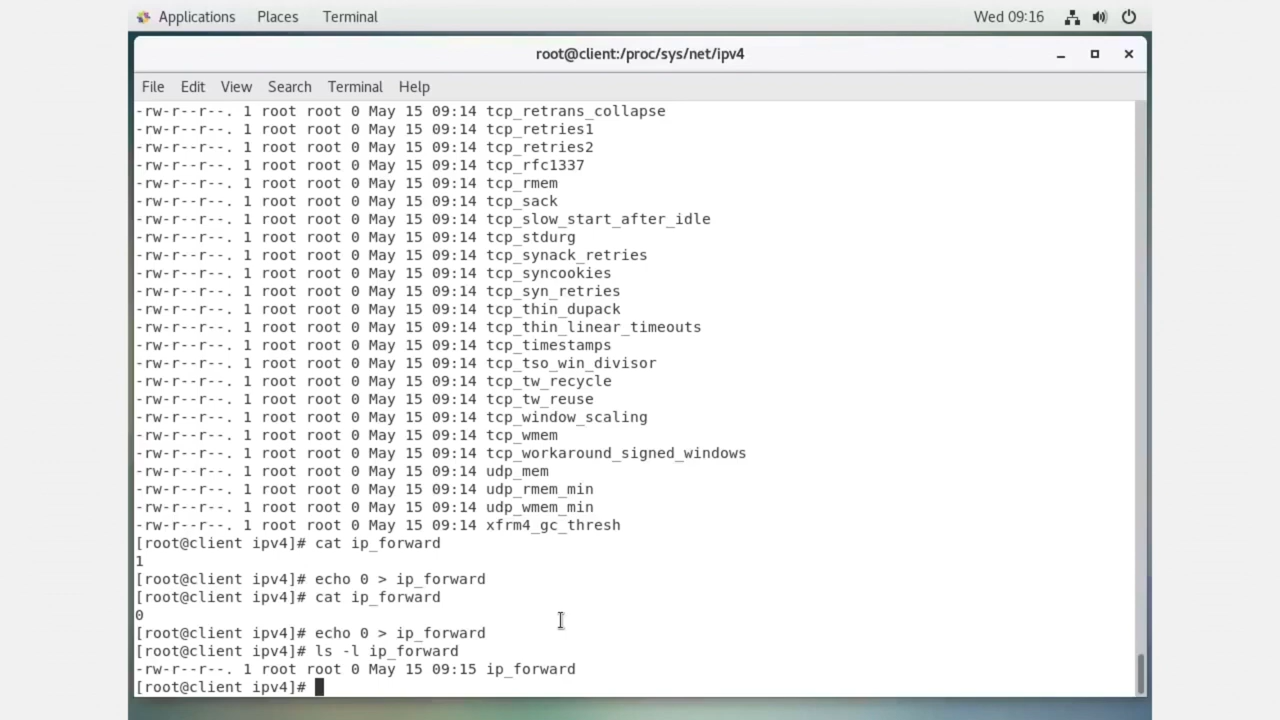 Applications Places Terminal Wed 09:16
root@client:/proc/sys/net/ipv4
File Edit View Search Terminal Help
-rw-r--r--. 1 root root 0 May 15 09:14 tcp_retrans_collapse
-rw-r--r--. 1 root root 0 May 15 09:14 tcp_retries1
-rw-r--r--. 1 root root 0 May 15 09:14 tcp_retries2
-rw-r--r--. 1 root root 0 May 15 09:14 tcp_rfc1337
-rw-r--r--. 1 root root 0 May 15 09:14 tcp_rmem
-rw-r--r--. 1 root root 0 May 15 09:14 tcp_sack
-rw-r--r--. 1 root root 0 May 15 09:14 tcp_slow_start_after_idle
-rw-r--r--. 1 root root 0 May 15 09:14 tcp_stdurg
-rw-r--r--. 1 root root 0 May 15 09:14 tcp_synack_retries
-rw-r--r--. 1 root root 0 May 15 09:14 tcp_syncookies
-rw-r--r--. 1 root root 0 May 15 09:14 tcp_syn_retries
-rw-r--r--. 1 root root 0 May 15 09:14 tcp_thin_dupack
-rw-r--r--. 1 root root 0 May 15 09:14 tcp_thin_linear_timeouts
-rw-r--r--. 1 root root 0 May 15 09:14 tcp_timestamps
-rw-r--r--. 1 root root 0 May 15 09:14 tcp_tso_win_divisor
-rw-r--r--. 1 root root 0 May 15 09:14 tcp_tw_recycle
-rw-r--r--. 1 root root 0 May 15 09:14 tcp_tw_reuse
-rw-r--r--. 1 root root 0 May 15 09:14 tcp_window_scaling
-rw-r--r--. 1 root root 0 May 15 09:14 tcp_wmem
-rw-r--r--. 1 root root 0 May 15 09:14 tcp_workaround_signed_windows
-rw-r--r--. 1 root root 0 May 15 09:14 udp_mem
-rw-r--r--. 1 root root 0 May 15 09:14 udp_rmem_min
-rw-r--r--. 1 root root 0 May 15 09:14 udp_wmem_min
-rw-r--r--. 1 root root 0 May 15 09:14 xfrm4_gc_thresh
[root@client ipv4]# cat ip_forward
1
[root@client ipv4]# echo 0 > ip_forward
[root@client ipv4]# cat ip_forward
0
[root@client ipv4]# echo 0 > ip_forward
[root@client ipv4]# ls -l ip_forward
-rw-r--r--. 1 root root 0 May 15 09:15 ip_forward
[root@client ipv4]#